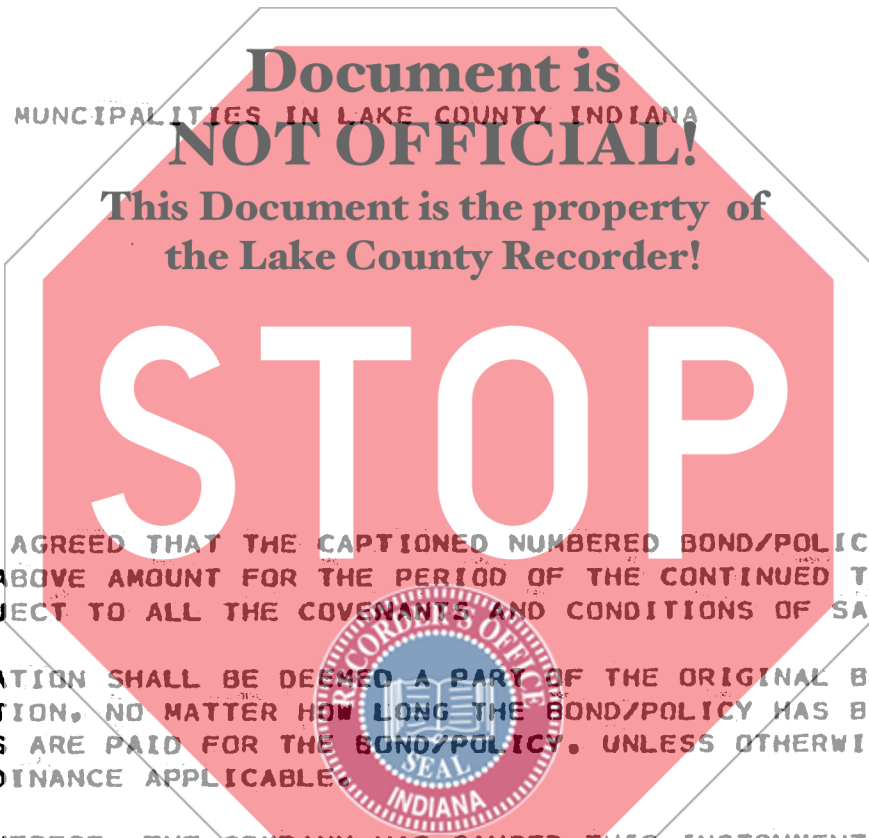 Document is
MUNCIPALITIES IN LAKE COUNTY INDIANA
NOT OFFICIAL!
This Document is the property of
the Lake County Recorder!
STOP
AGREED THAT THE CAPTIONED NUMBERED BOND/POLIC
ABOVE AMOUNT FOR THE PERIOD OF THE CONTINUED T
JECT TO ALL THE COVENANTS AND CONDITIONS OF SA
RECORDER'S OFFICE
ATION SHALL BE DEEMED A PART OF THE ORIGINAL B
TION. NO MATTER HOW LONG THE BOND/POLICY HAS B
S ARE PAID FOR THE BOND/POLICY. UNLESS OTHERWI
DINANCE APPLICABLE.
SEAL
INDIANA